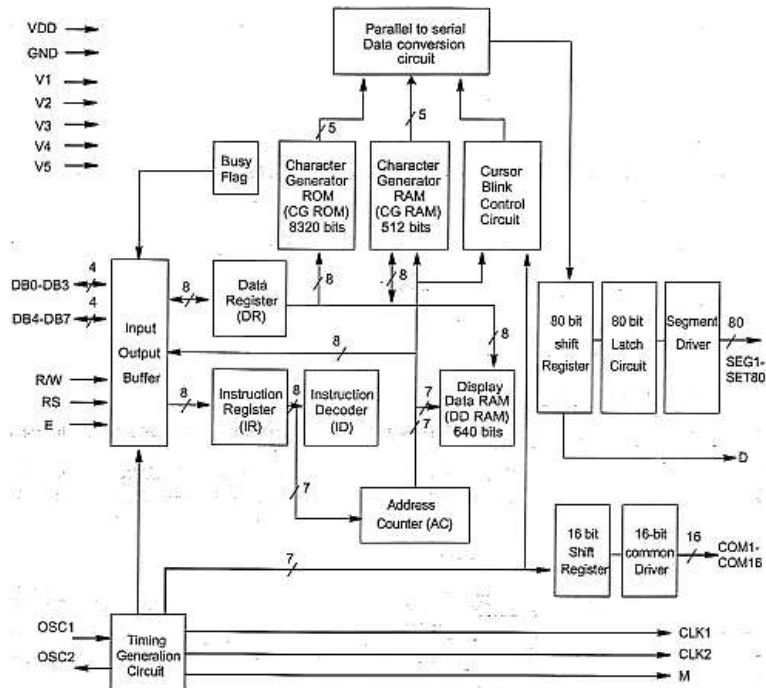 VDD
GND
V1
V2
V3
V4
V5
Parallel to serial
Data conversion
circuit
5
5
Busy
Flag
Character
Generator
ROM
(CG ROM)
8320 bits
Character
Generator
RAM
(CG RAM)
512 bits
Cursor
Blink
Control
Circuit
DB0-DB3
4
DB4-DB7
4
R/W
RS
E
Input
Output
Buffer
8
Data
Register
(DR)
8
8
8
8
8
Instruction
Register
(IR)
8
Instruction
Decoder
(ID)
7
7
Display
Data RAM
(DD RAM)
640 bits
7
Address
Counter (AC)
80 bit
shift
Register
80 bit
Latch
Circuit
Segment
Driver
80
SEG1-
SET80
D
16 bit
Shift
Register
16-bit
common
Driver
16
COM1-
COM16
7
OSC1
OSC2
Timing
Generation
Circuit
CLK1
CLK2
M